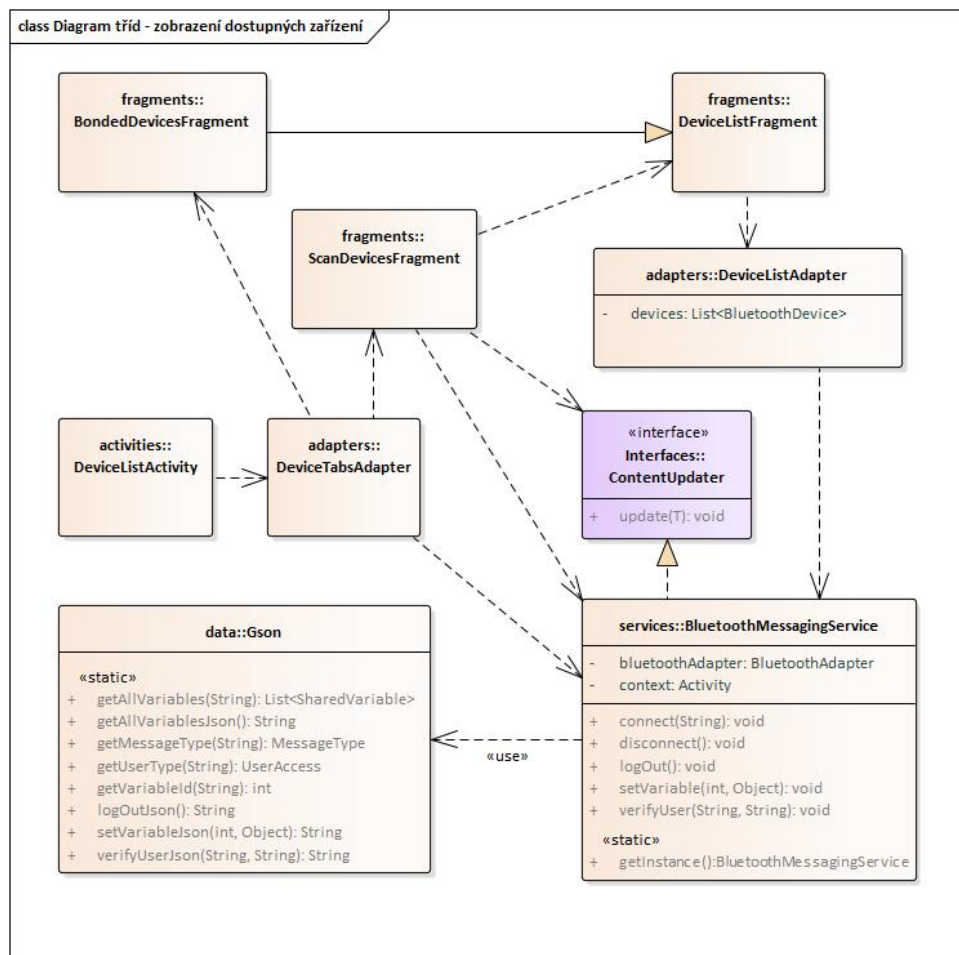 class Diagram tříd - zobrazení dostupných zařízení
fragments::
BondedDevicesFragment
fragments::
DeviceListFragment
fragments::
ScanDevicesFragment
adapters::DeviceListAdapter
- devices: List<BluetoothDevice>
activities::
DeviceListActivity
adapters::
DeviceTabsAdapter
«interface»
Interfaces::
ContentUpdater
+ update(T): void
data::Gson
«static»
+ getAllVariables(String): List<SharedVariable>
+ getAllVariablesJson(): String
+ getMessageType(String): MessageType
+ getUserType(String): UserAccess
+ getVariableId(String): int
+ logOutJson(): String
+ setVariableJson(int, Object): String
+ verifyUserJson(String, String): String
«use»
services::BluetoothMessagingService
- bluetoothAdapter: BluetoothAdapter
- context: Activity
+ connect(String): void
+ disconnect(): void
+ logOut(): void
+ setVariable(int, Object): void
+ verifyUser(String, String): void
«static»
+ getInstance():BluetoothMessagingService